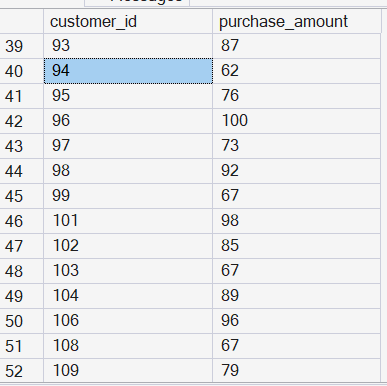 Messages
customer_id purchase_amount
39 93 87
40 94 62
41 95 76
42 96 100
43 97 73
44 98 92
45 99 67
46 101 98
47 102 85
48 103 67
49 104 89
50 106 96
51 108 67
52 109 79